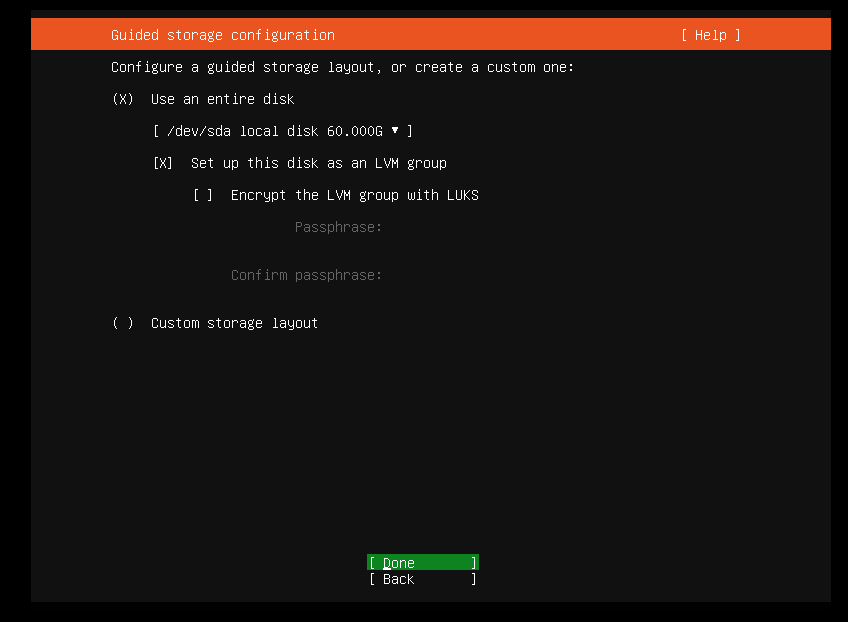 Guided storage configuration [ Help ]
Configure a guided storage layout, or create a custom one:
(X) Use an entire disk
[ /dev/sda local disk 60.000G ▾ ]
[X] Set up this disk as an LVM group
[ ] Encrypt the LVM group with LUKS
Passphrase:
Confirm passphrase:
( ) Custom storage layout
[ Done ]
[ Back ]